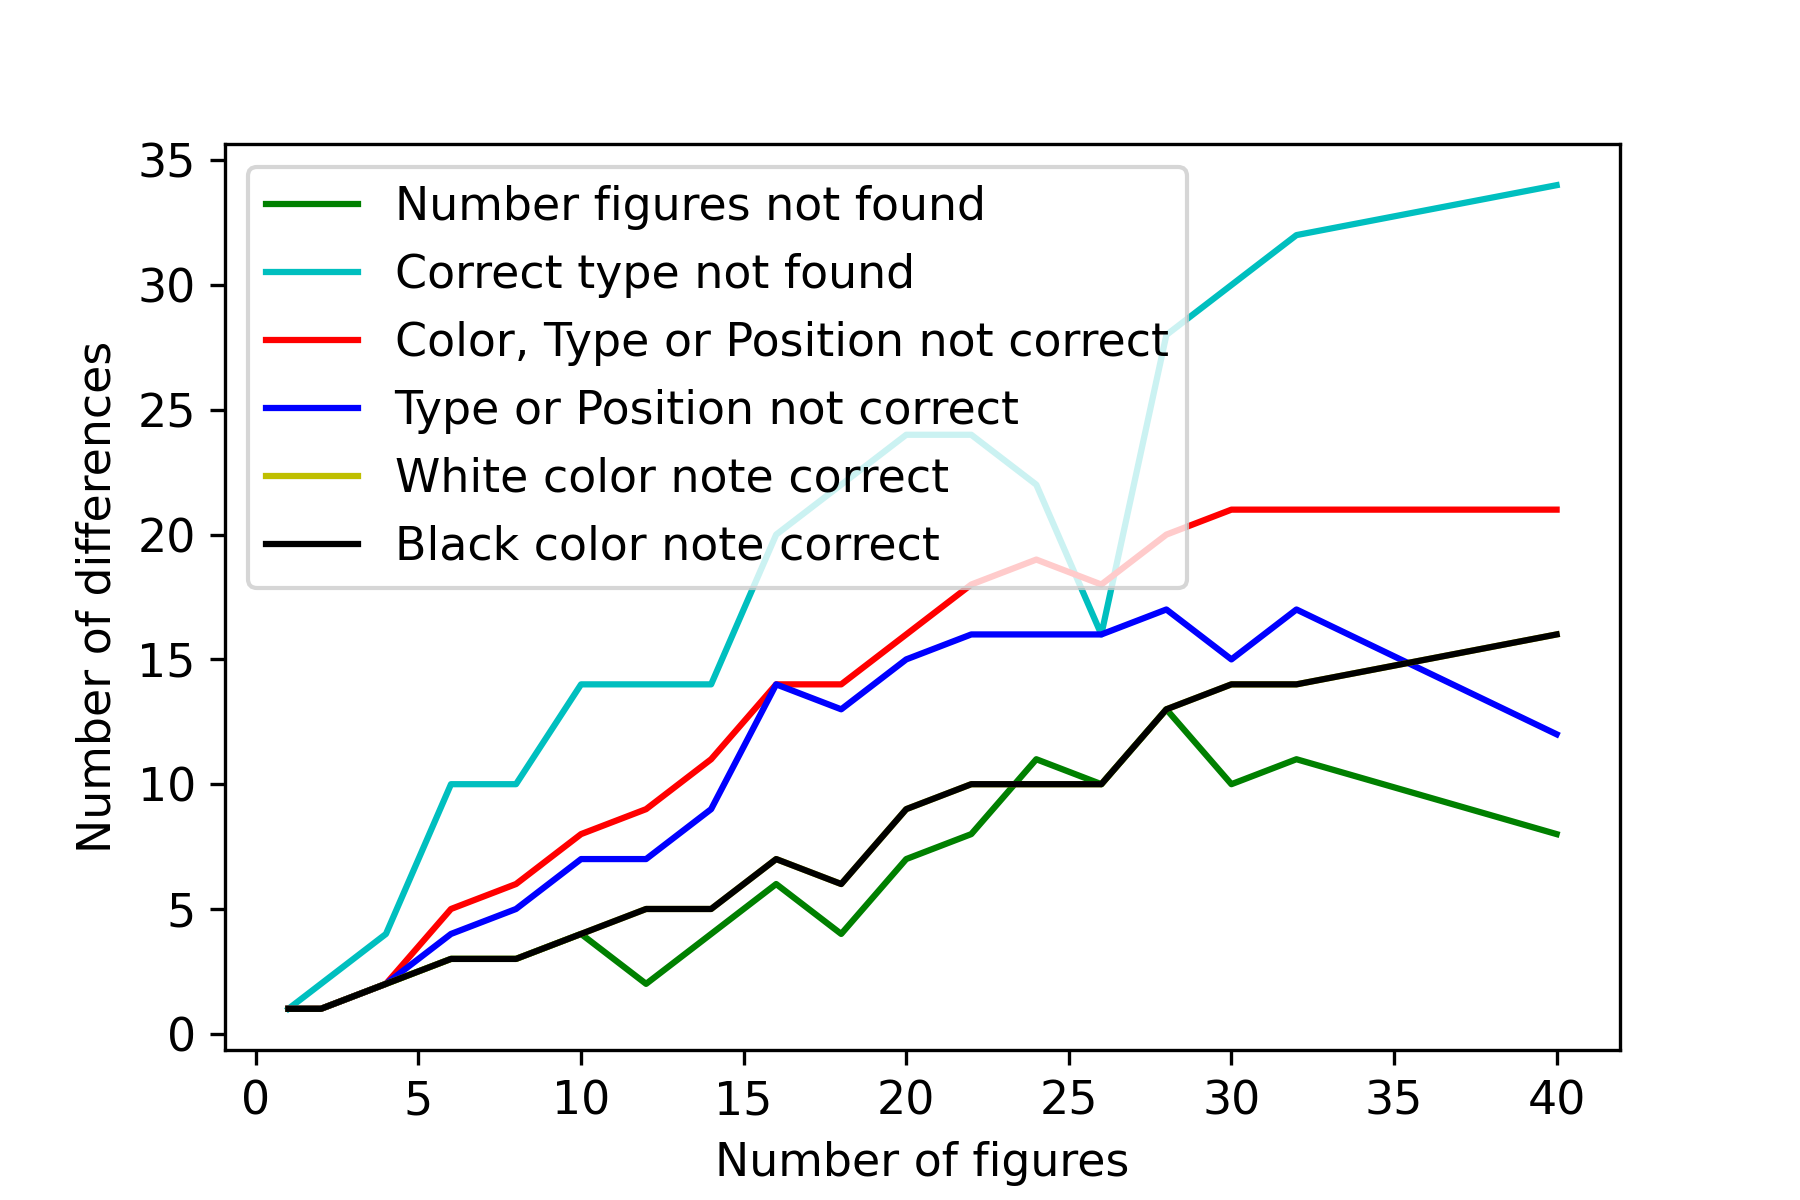 35
30
25
20
15
10
5
0
Number of differences
Number figures not found
Correct type not found
Color, Type or Position not correct
Type or Position not correct
White color note correct
Black color note correct
0 5 10 15 20 25 30 35 40
Number of figures